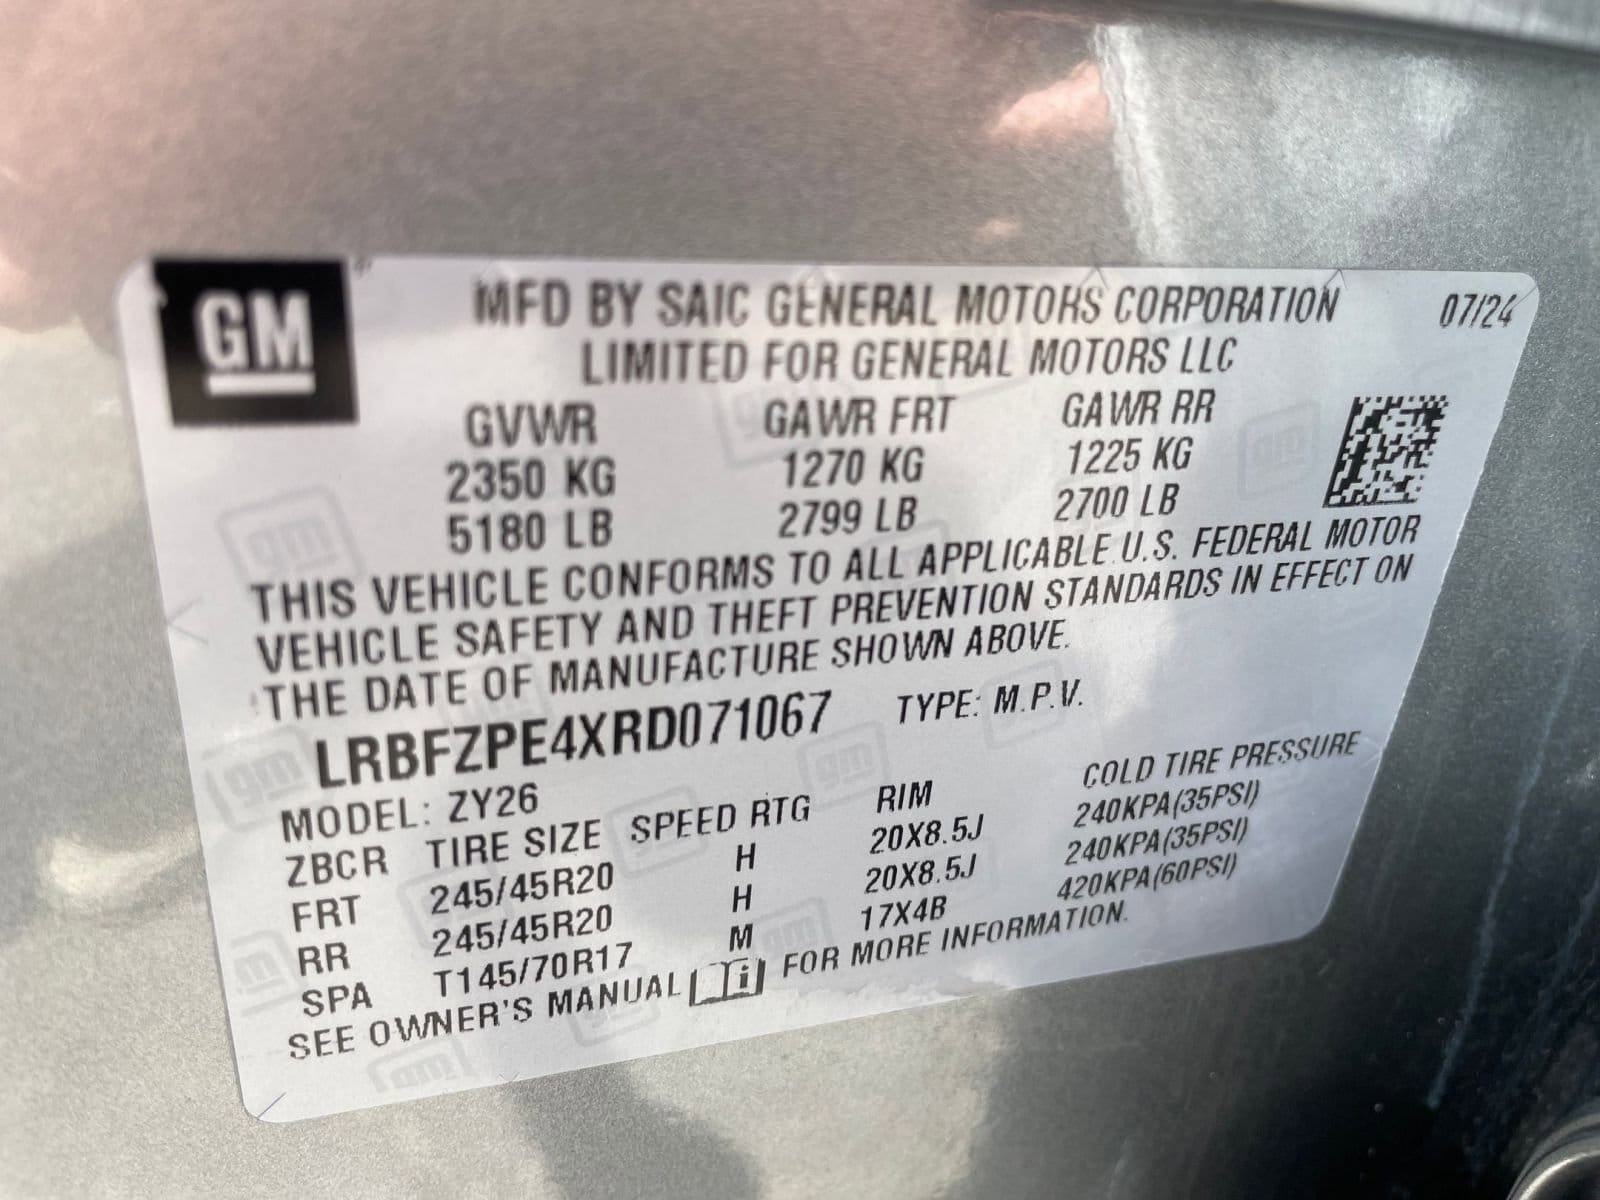 GM
MFD BY SAIC GENERAL MOTORS CORPORATION 07/24
LIMITED FOR GENERAL MOTORS LLC
GVWR GAWR FRT GAWR RR
2350 KG 1270 KG 1225 KG
5180 LB 2799 LB 2700 LB
THIS VEHICLE CONFORMS TO ALL APPLICABLE U.S. FEDERAL MOTOR
VEHICLE SAFETY AND THEFT PREVENTION STANDARDS IN EFFECT ON
THE DATE OF MANUFACTURE SHOWN ABOVE.
LRBFZPE4XRD071067 TYPE: M.P.V.
MODEL: ZY26
ZBCR TIRE SIZE SPEED RTG RIM COLD TIRE PRESSURE
FRT 245/45R20 H 20X8.5J 240KPA(35PSI)
RR 245/45R20 H 20X8.5J 240KPA(35PSI)
SPA T145/70R17 M 17X4B 420KPA(60PSI)
SEE OWNER'S MANUAL i FOR MORE INFORMATION.